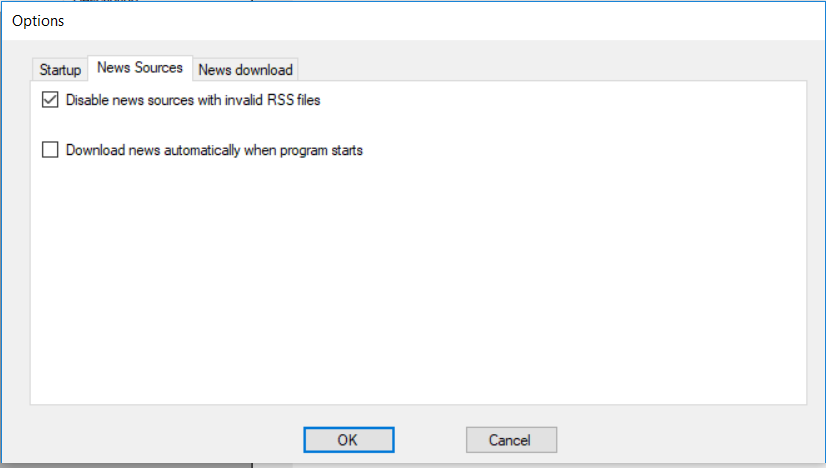 Options
Startup News Sources News download
Disable news sources with invalid RSS files
Download news automatically when program starts
OK Cancel